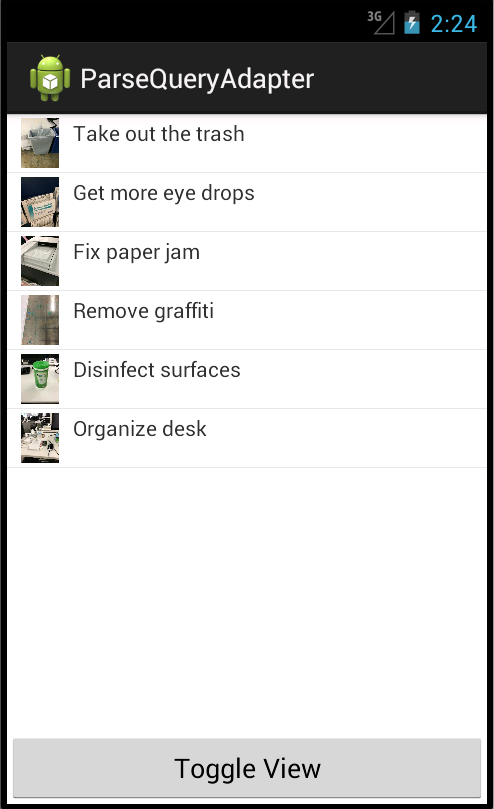 3G 2:24
ParseQueryAdapter
Take out the trash
Get more eye drops
Fix paper jam
Remove graffiti
Disinfect surfaces
Organize desk
Toggle View